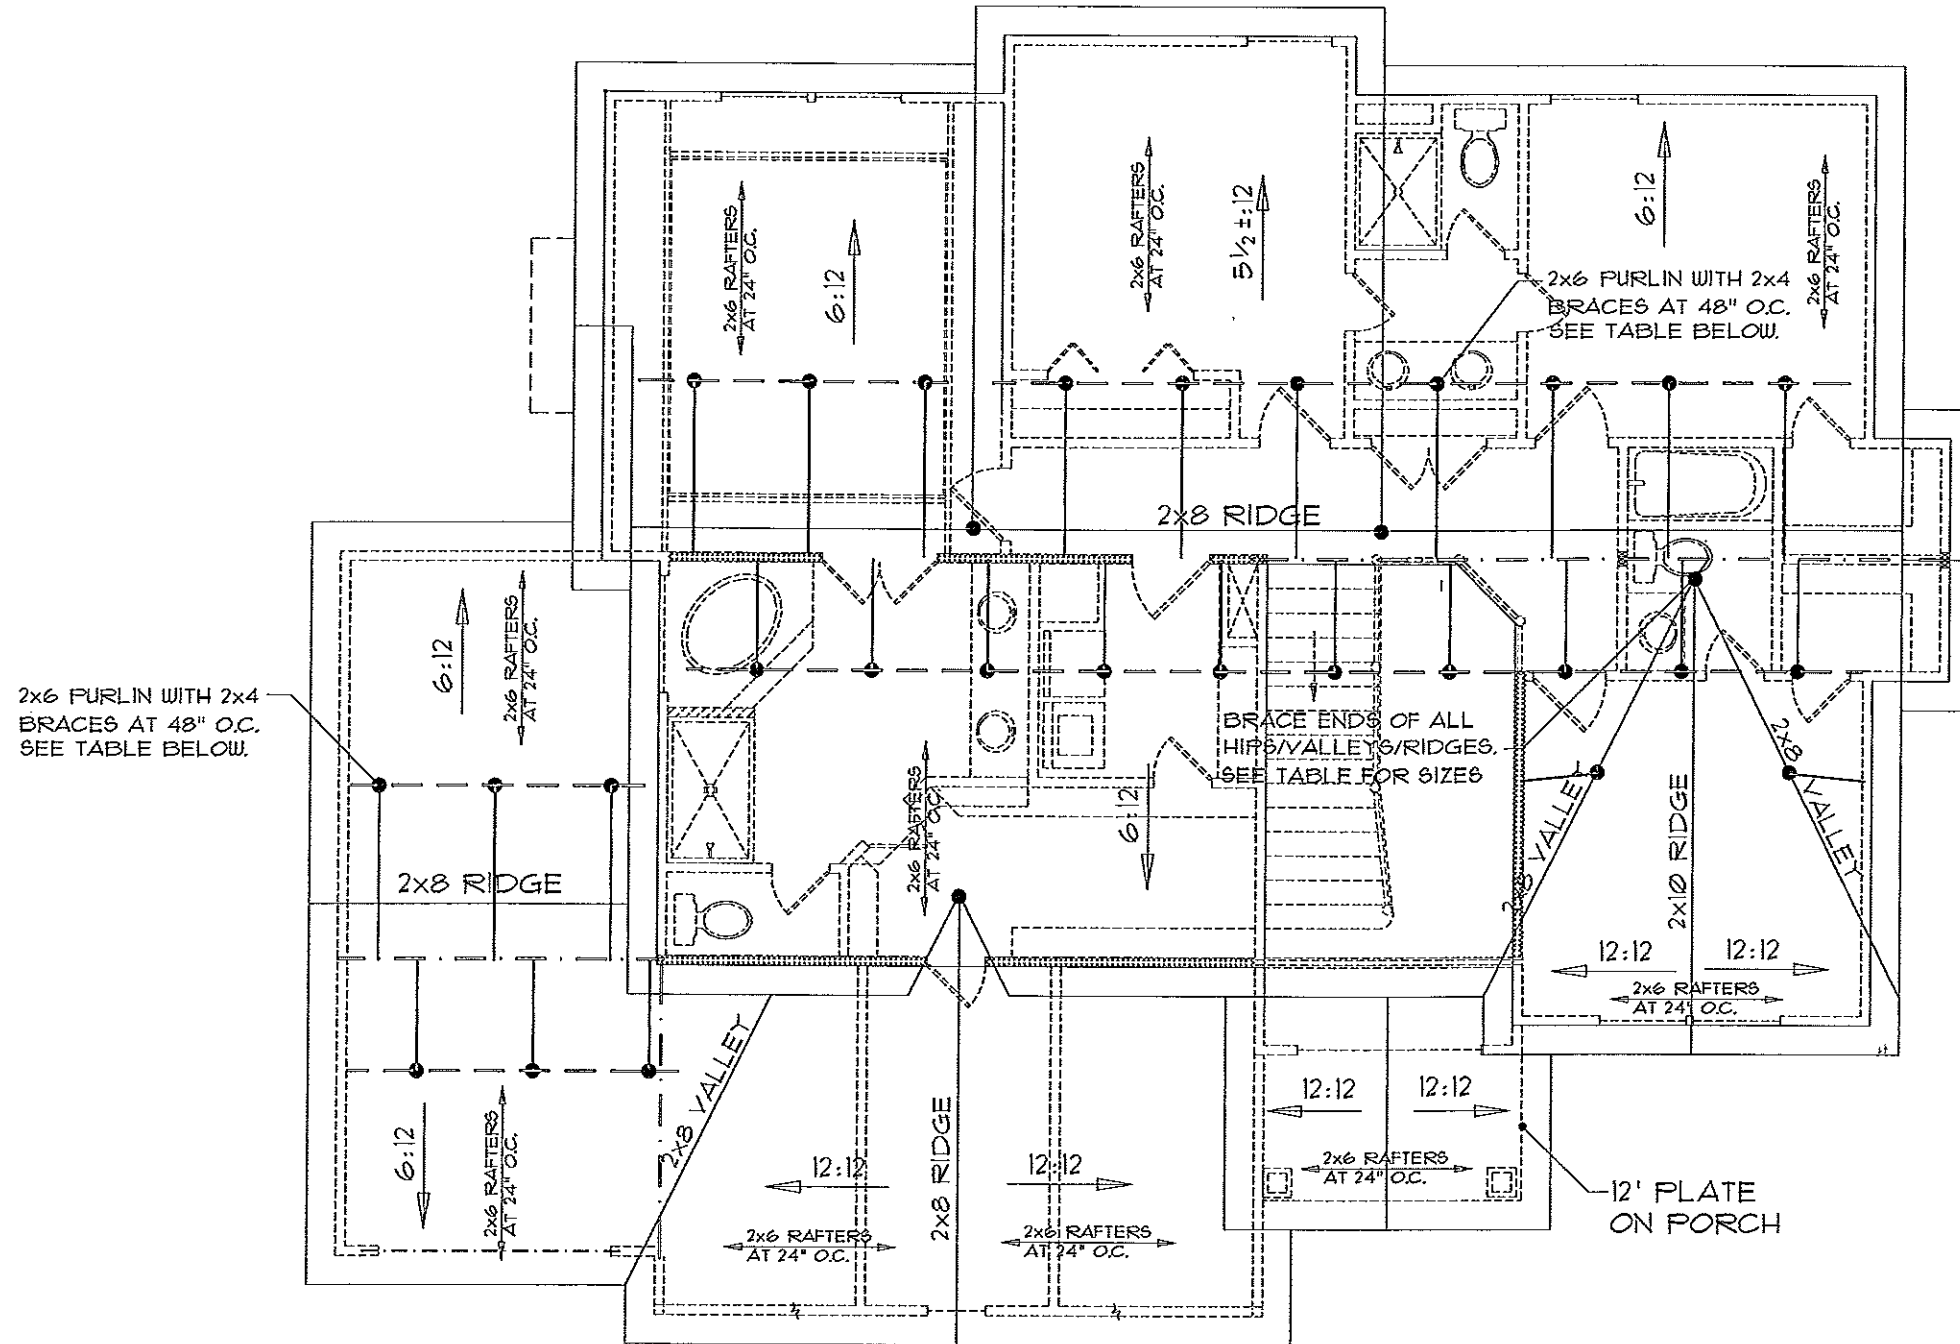 2x6 RAFTERS
AT 24" O.C.
6:12
2x6 RAFTERS
AT 24" O.C.
5 1/2 ±:12
6:12
2x6 RAFTERS
AT 24" O.C.
2x6 PURLIN WITH 2x4
BRACES AT 48" O.C.
SEE TABLE BELOW.
2x8 RIDGE
6:12
2x6 RAFTERS
AT 24" O.C.
2x6 PURLIN WITH 2x4
BRACES AT 48" O.C.
SEE TABLE BELOW.
2x8 RIDGE
2x6 RAFTERS
AT 24" O.C.
6:12
BRACE ENDS OF ALL
HIPS/VALLEYS/RIDGES.
SEE TABLE FOR SIZES
2x8 VALLEY
2x10 RIDGE
2x8 VALLEY
12:12
12:12
2x6 RAFTERS
AT 24" O.C.
6:12
2x6 RAFTERS
AT 24" O.C.
2x8 VALLEY
12:12
2x8 RIDGE
12:12
2x6 RAFTERS
AT 24" O.C.
2x6 RAFTERS
AT 24" O.C.
12:12
12:12
2x6 RAFTERS
AT 24" O.C.
12' PLATE
ON PORCH